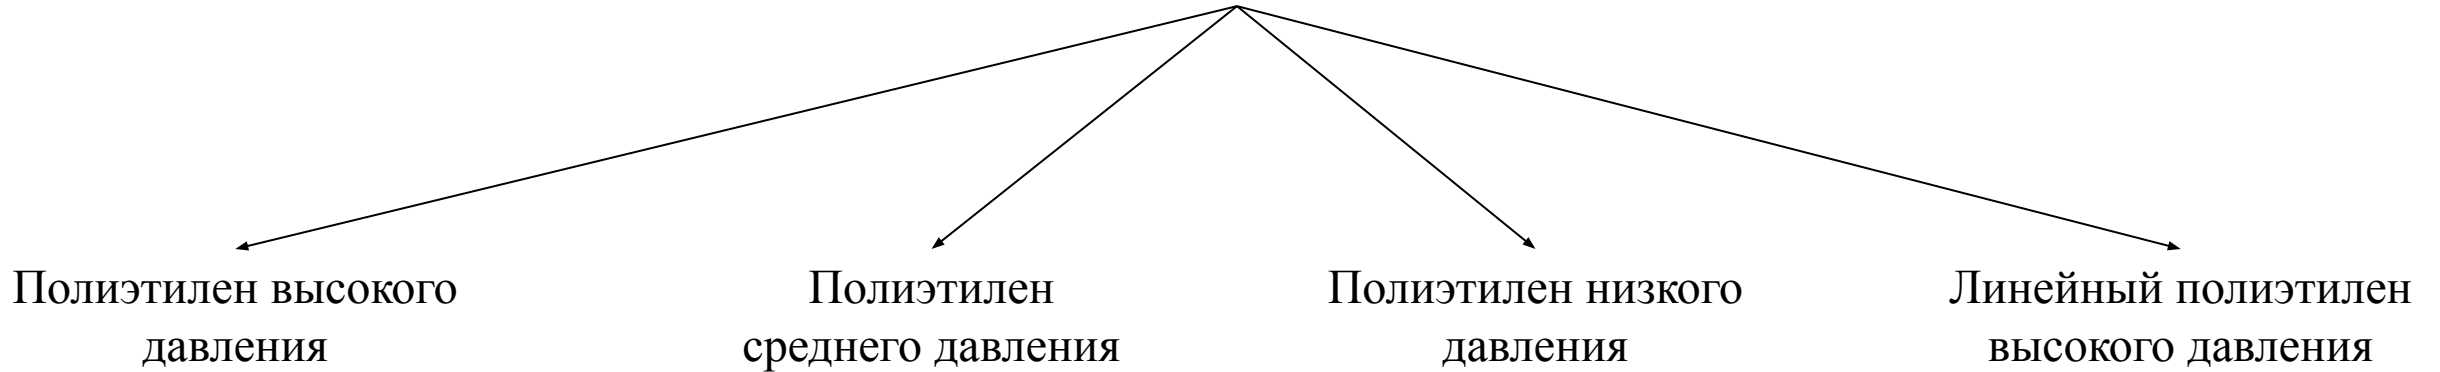 Полиэтилен высокого
давления
Полиэтилен
среднего давления
Полиэтилен низкого
давления
Линейный полиэтилен
высокого давления